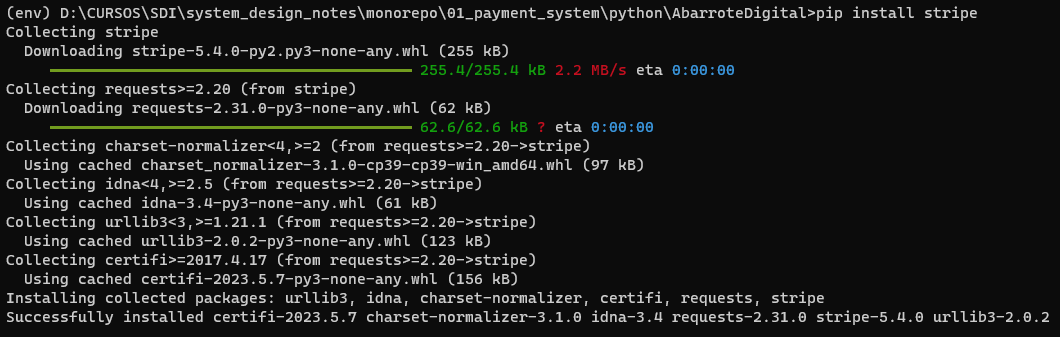 (env) D:\CURSOS\SDI\system_design_notes\monorepo\01_payment_system\python\AbarroteDigital>pip install stripe
Collecting stripe
  Downloading stripe-5.4.0-py2.py3-none-any.whl (255 kB)
     255.4/255.4 kB 2.2 MB/s eta 0:00:00
Collecting requests>=2.20 (from stripe)
  Downloading requests-2.31.0-py3-none-any.whl (62 kB)
     62.6/62.6 kB ? eta 0:00:00
Collecting charset-normalizer<4,>=2 (from requests>=2.20->stripe)
  Using cached charset_normalizer-3.1.0-cp39-cp39-win_amd64.whl (97 kB)
Collecting idna<4,>=2.5 (from requests>=2.20->stripe)
  Using cached idna-3.4-py3-none-any.whl (61 kB)
Collecting urllib3<3,>=1.21.1 (from requests>=2.20->stripe)
  Using cached urllib3-2.0.2-py3-none-any.whl (123 kB)
Collecting certifi>=2017.4.17 (from requests>=2.20->stripe)
  Using cached certifi-2023.5.7-py3-none-any.whl (156 kB)
Installing collected packages: urllib3, idna, charset-normalizer, certifi, requests, stripe
Successfully installed certifi-2023.5.7 charset-normalizer-3.1.0 idna-3.4 requests-2.31.0 stripe-5.4.0 urllib3-2.0.2